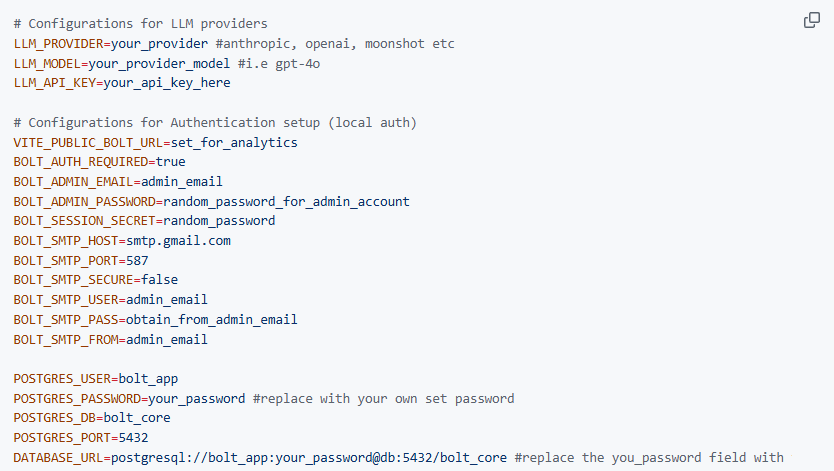 # Configurations for LLM providers
LLM_PROVIDER=your_provider #anthropic, openai, moonshot etc
LLM_MODEL=your_provider_model #i.e gpt-4o
LLM_API_KEY=your_api_key_here
# Configurations for Authentication setup (local auth)
VITE_PUBLIC_BOLT_URL=set_for_analytics
BOLT_AUTH_REQUIRED=true
BOLT_ADMIN_EMAIL=admin_email
BOLT_ADMIN_PASSWORD=random_password_for_admin_account
BOLT_SESSION_SECRET=random_password
BOLT_SMTP_HOST=smtp.gmail.com
BOLT_SMTP_PORT=587
BOLT_SMTP_SECURE=false
BOLT_SMTP_USER=admin_email
BOLT_SMTP_PASS=obtain_from_admin_email
BOLT_SMTP_FROM=admin_email
POSTGRES_USER=bolt_app
POSTGRES_PASSWORD=your_password #replace with your own set password
POSTGRES_DB=bolt_core
POSTGRES_PORT=5432
DATABASE_URL=postgresql://bolt_app:your_password@db:5432/bolt_core #replace the you_password field with